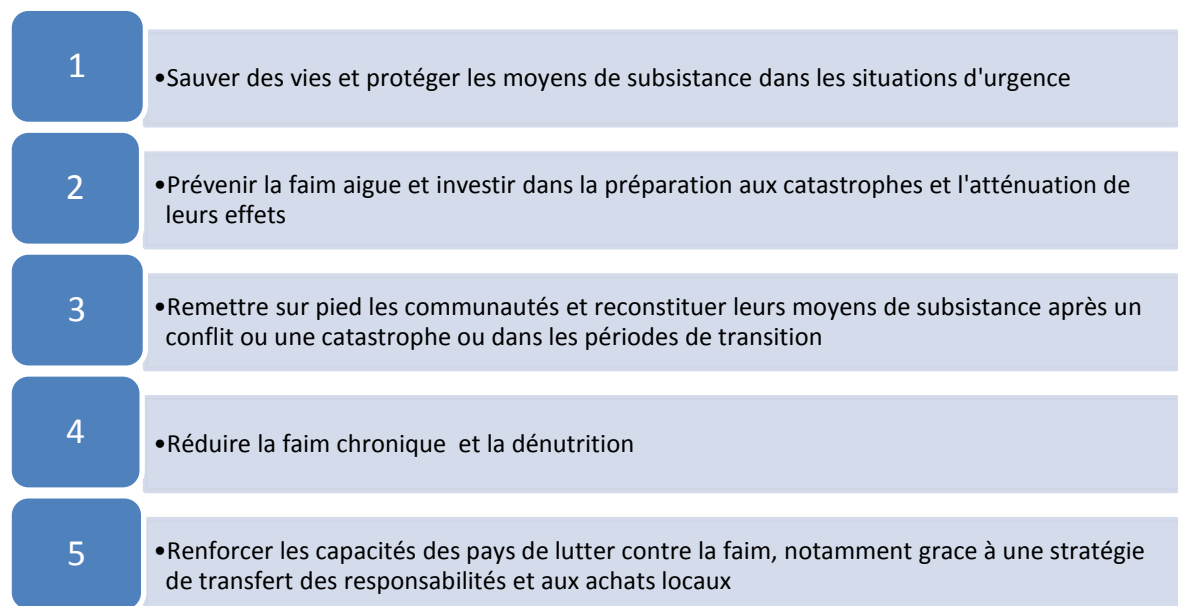 1
•Sauver des vies et protéger les moyens de subsistance dans les situations d'urgence
2
•Prévenir la faim aigue et investir dans la préparation aux catastrophes et l'atténuation de
leurs effets
3
•Remettre sur pied les communautés et reconstituer leurs moyens de subsistance après un
conflit ou une catastrophe ou dans les périodes de transition
4
•Réduire la faim chronique  et la dénutrition
5
•Renforcer les capacités des pays de lutter contre la faim, notamment grace à une stratégie
de transfert des responsabilités et aux achats locaux